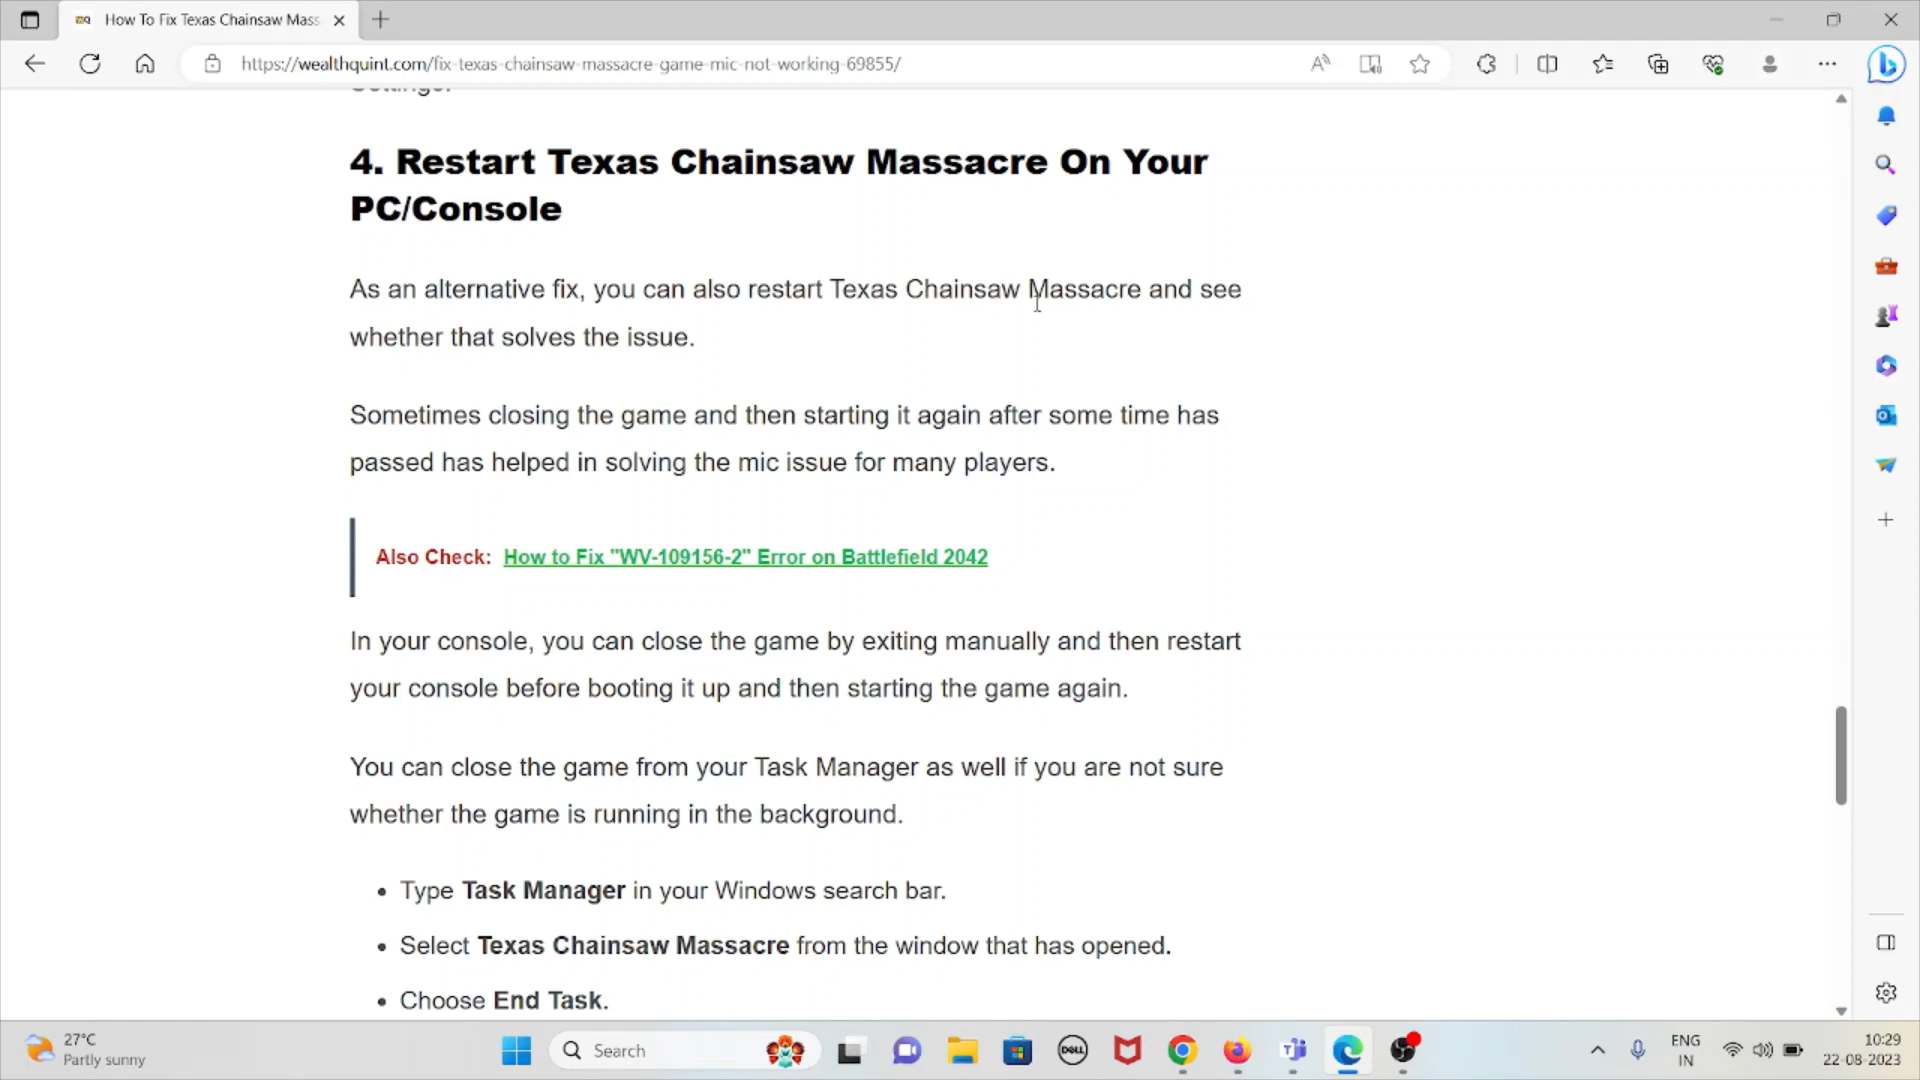 How To Fix Texas Chainsaw Mass
https://wealthquint.com/fix-texas-chainsaw-massacre-game-mic-not-working-69855/
Settings.
4. Restart Texas Chainsaw Massacre On Your
PC/Console
As an alternative fix, you can also restart Texas Chainsaw Massacre and see
whether that solves the issue.
Sometimes closing the game and then starting it again after some time has
passed has helped in solving the mic issue for many players.
Also Check: How to Fix "WV-109156-2" Error on Battlefield 2042
In your console, you can close the game by exiting manually and then restart
your console before booting it up and then starting the game again.
You can close the game from your Task Manager as well if you are not sure
whether the game is running in the background.
• Type Task Manager in your Windows search bar.
• Select Texas Chainsaw Massacre from the window that has opened.
• Choose End Task.
27°C
Partly sunny
Search
DELL
ENG
IN
10:29
22-08-2023